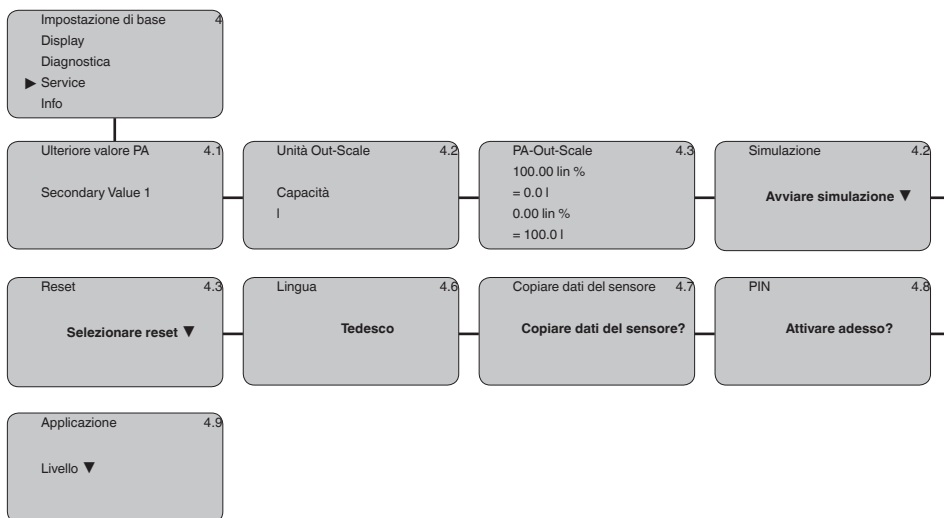 Impostazione di base 4
Display
Diagnostica
▶ Service
Info
Ulteriore valore PA 4.1
Secondary Value 1
Unità Out-Scale 4.2
Capacità
l
PA-Out-Scale 4.3
100.00 lin %
= 0.0 l
0.00 lin %
= 100.0 l
Simulazione 4.2
Avviare simulazione ▼
Reset 4.3
Selezionare reset ▼
Lingua 4.6
Tedesco
Copiare dati del sensore 4.7
Copiare dati del sensore?
PIN 4.8
Attivare adesso?
Applicazione 4.9
Livello ▼